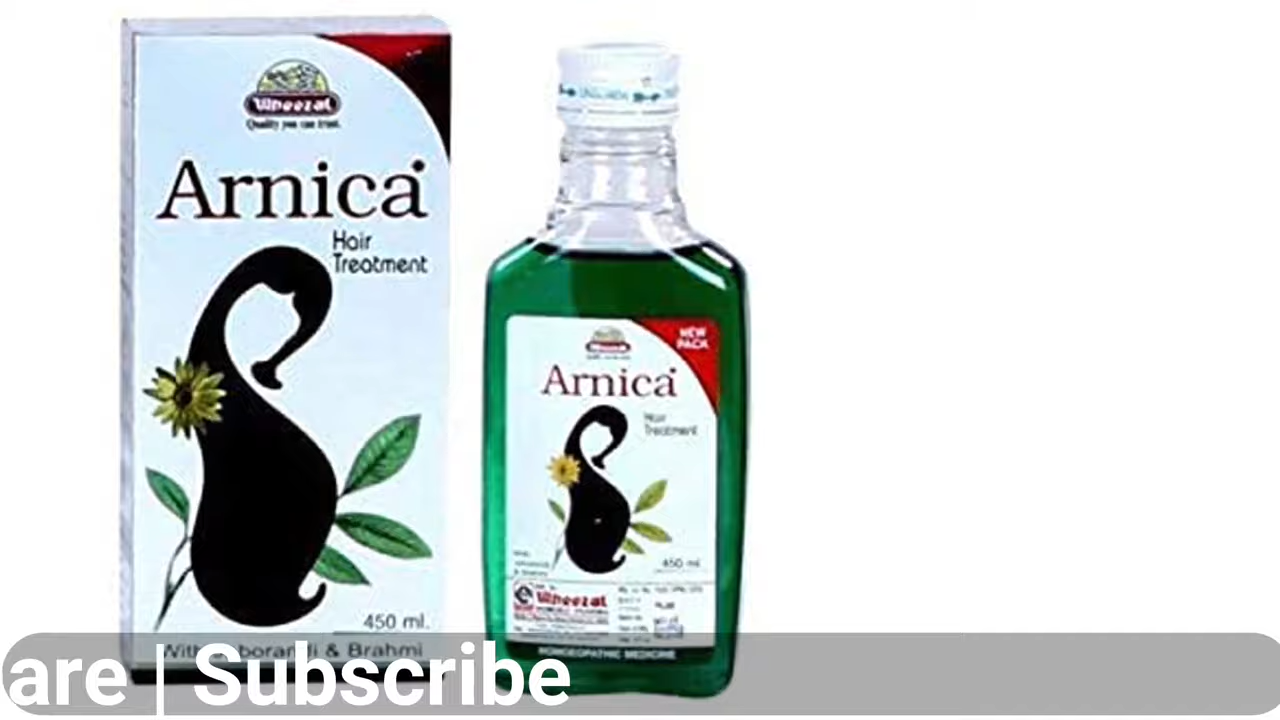 Wheezal
Quality you can trust.
Arnica
Hair
Treatment
450 ml.
With Jaborandi & Brahmi
NEW
PACK
Arnica
Hair
Treatment
450 ml
Wheezal
HOMOEOPATHIC MEDICINE
are | Subscribe